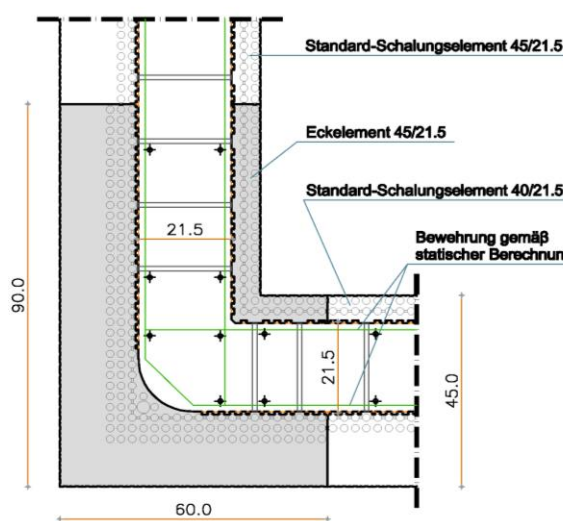 Standard-Schalungselement 45/21.5
Eckelement 45/21.5
Standard-Schalungselement 40/21.5
Bewehrung gemäß
statischer Berechnun
21.5
90.0
21.5
45.0
60.0